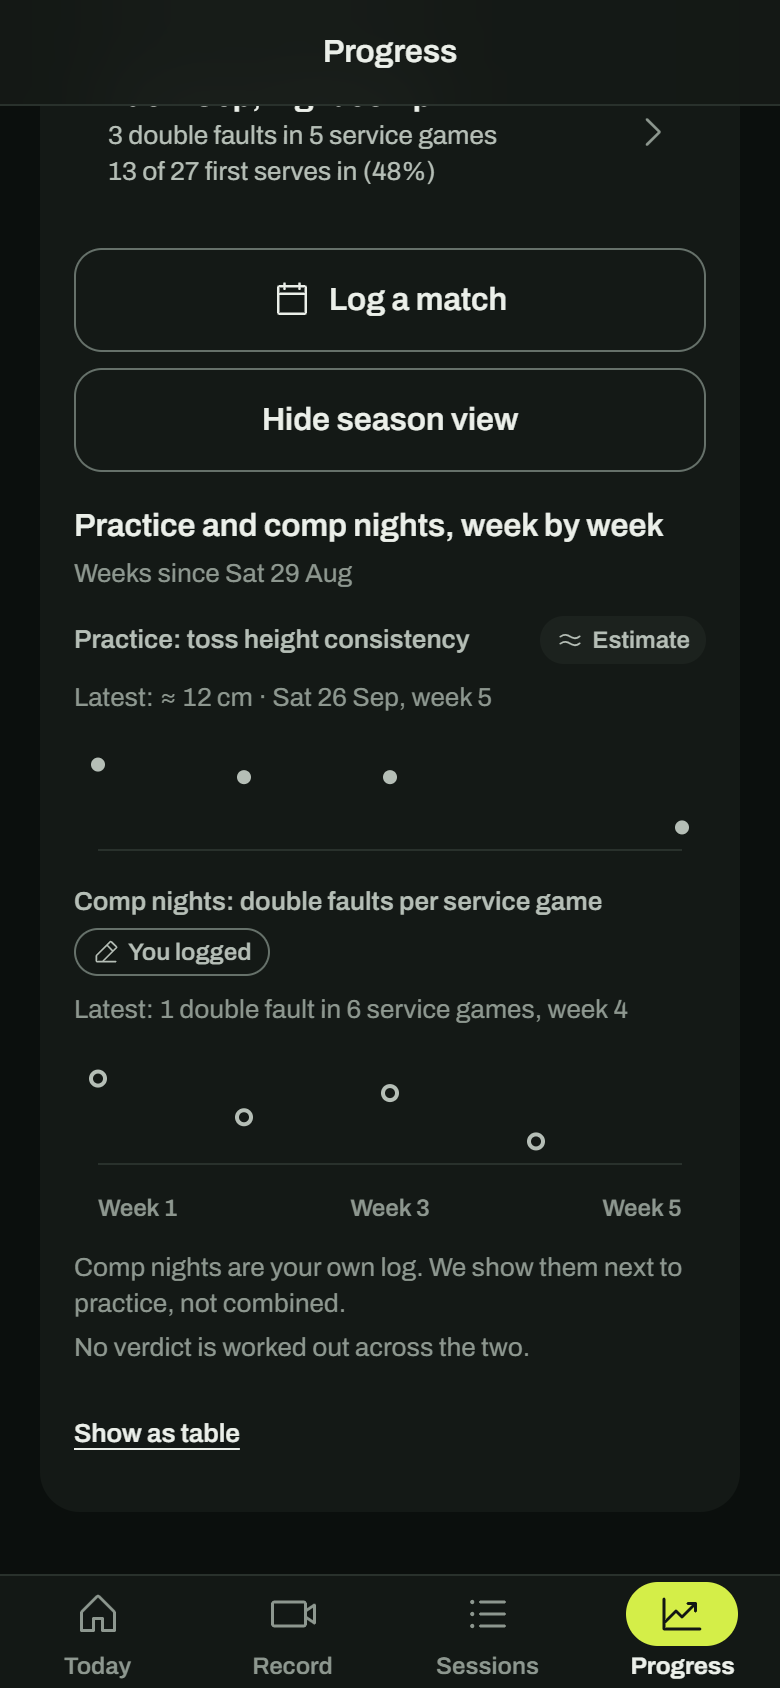 Progress
3 double faults in 5 service games
13 of 27 first serves in (48%)
Log a match
Hide season view
Practice and comp nights, week by week
Weeks since Sat 29 Aug
Practice: toss height consistency
≈ Estimate
Latest: ≈ 12 cm · Sat 26 Sep, week 5
Comp nights: double faults per service game
You logged
Latest: 1 double fault in 6 service games, week 4
Week 1 Week 3 Week 5
Comp nights are your own log. We show them next to
practice, not combined.
No verdict is worked out across the two.
Show as table
Today Record Sessions Progress